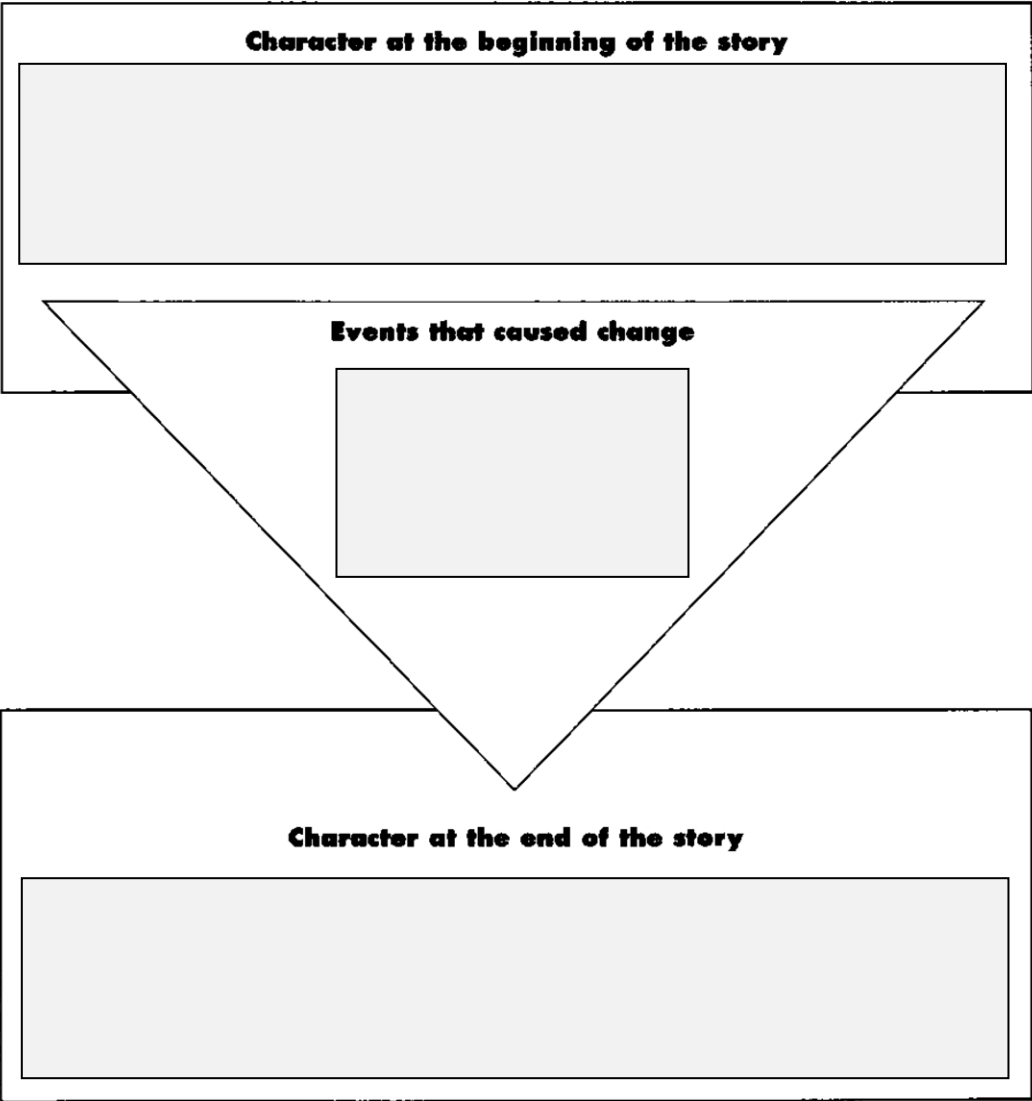 Character at the beginning of the story
Events that caused change
Character at the end of the story